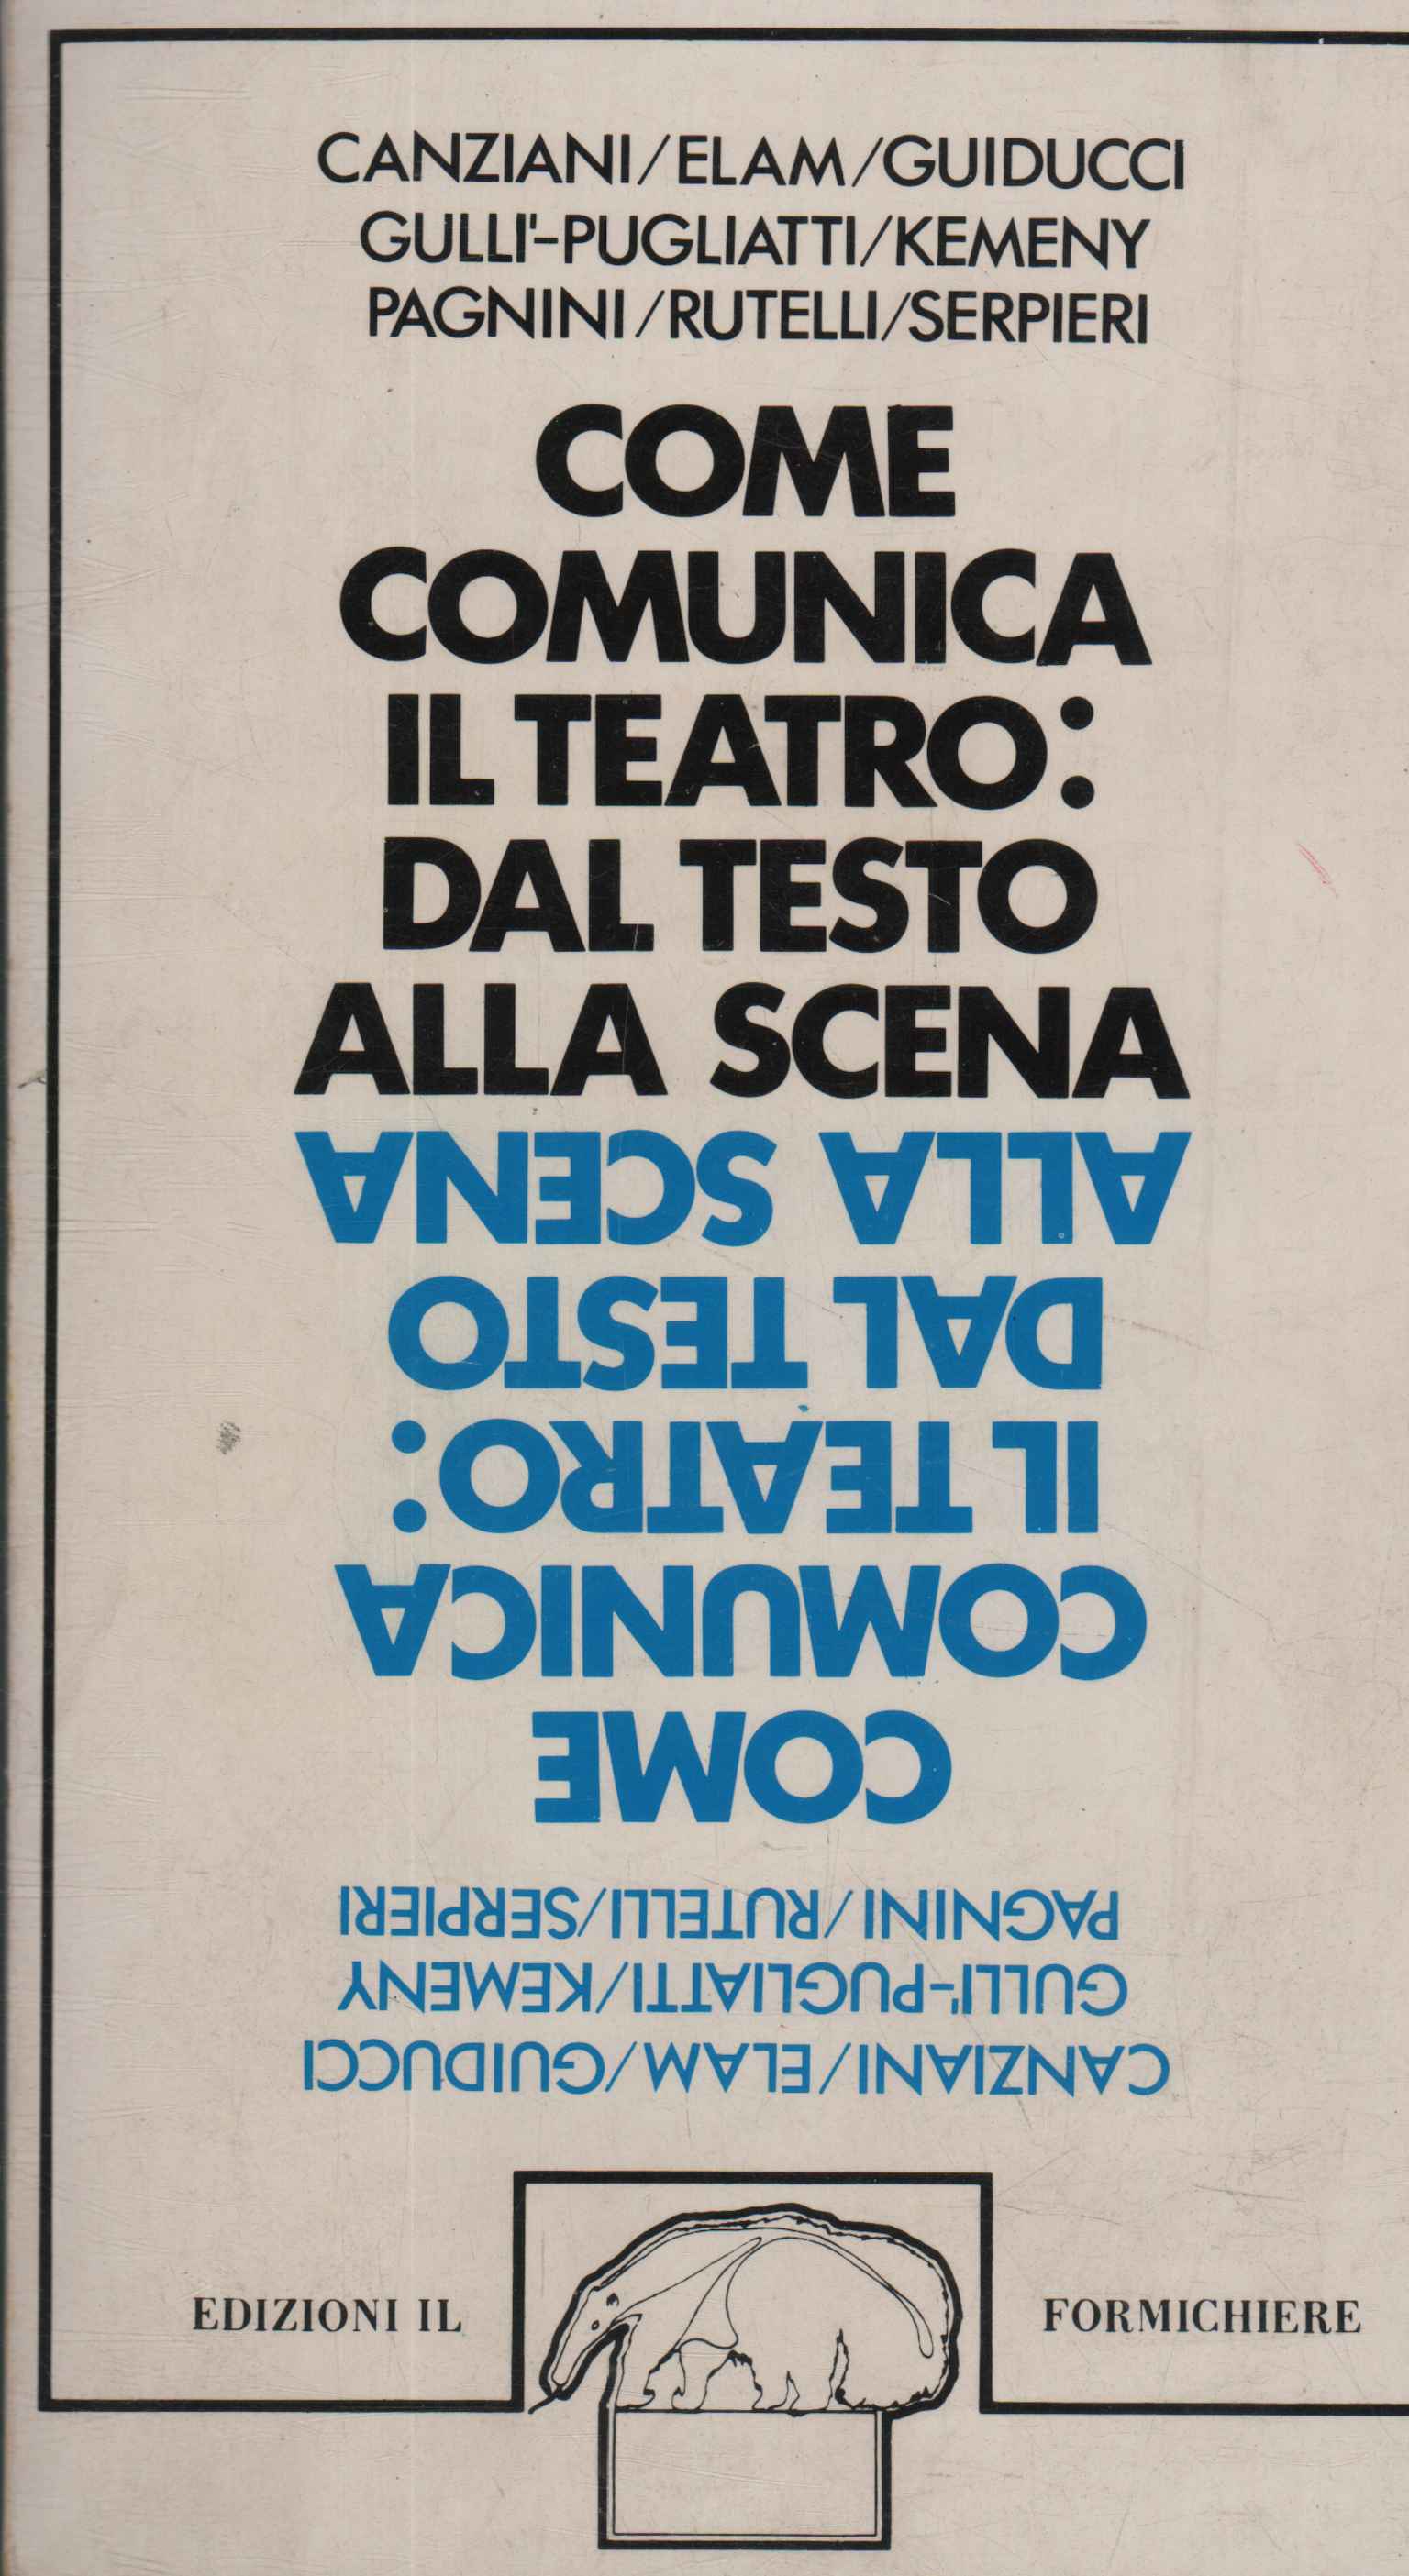 CANZIANI/ELAM/GUIDUCCI
GULLI'-PUGLIATTI/KEMENY
PAGNINI/RUTELLI/SERPIERI
COME
COMUNICA
IL TEATRO:
DAL TESTO
ALLA SCENA
ALLA SCENA
DAL TESTO
IL TEATRO:
COMUNICA
COME
PAGNINI/RUTELLI/SERPIERI
GULLI'-PUGLIATTI/KEMENY
CANZIANI/ELAM/GUIDUCCI
EDIZIONI IL FORMICHIERE